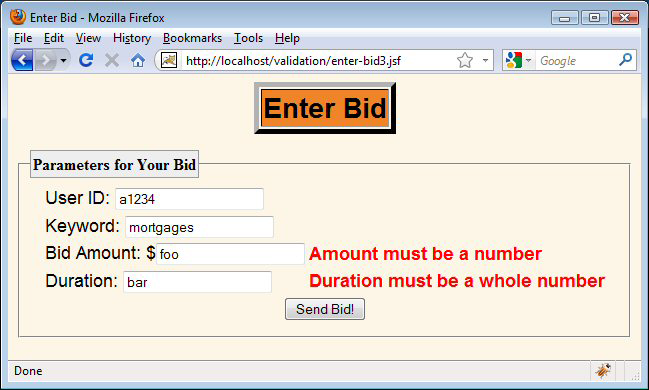 Enter Bid - Mozilla Firefox
File Edit View History Bookmarks Tools Help
http://localhost/validation/enter-bid3.jsf Google
Enter Bid
Parameters for Your Bid
User ID: a1234
Keyword: mortgages
Bid Amount: $foo Amount must be a number
Duration: bar Duration must be a whole number
Send Bid!
Done